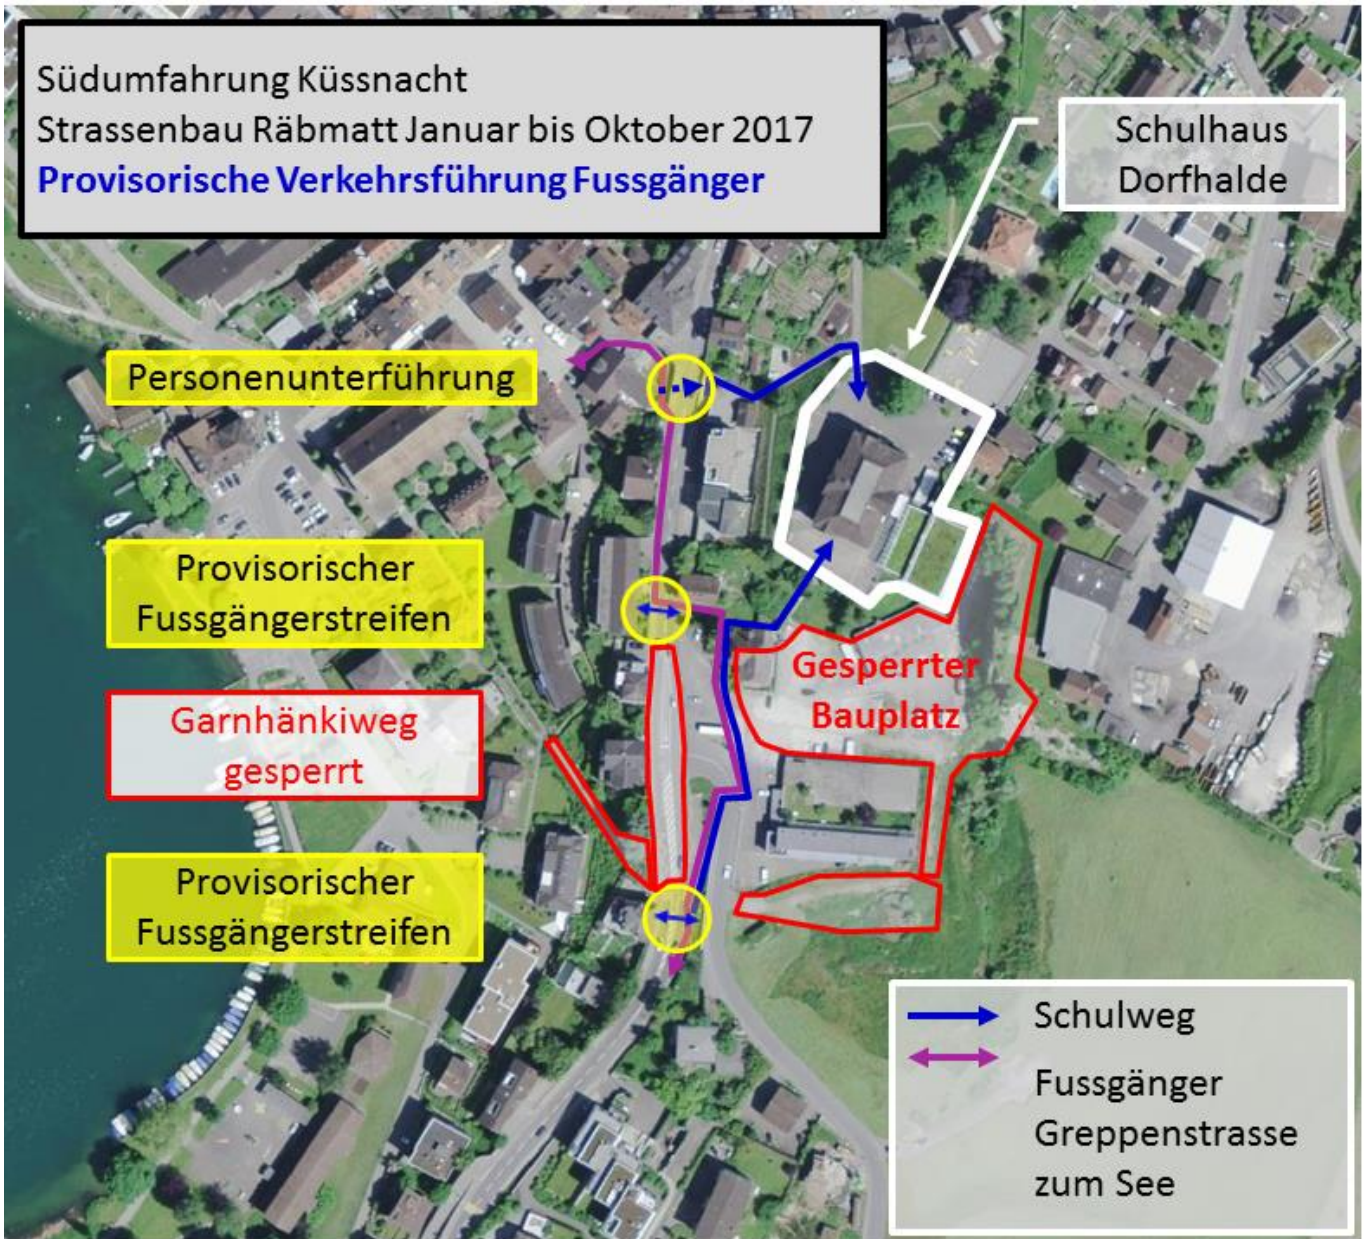 Südumfahrung Küssnacht
Strassenbau Räbmatt Januar bis Oktober 2017
Provisorische Verkehrsführung Fussgänger
Schulhaus
Dorfhalde
Personenunterführung
Provisorischer
Fussgängerstreifen
Gesperrter
Bauplatz
Garnhänkiweg
gesperrt
Provisorischer
Fussgängerstreifen
Schulweg
Fussgänger
Greppenstrasse
zum See